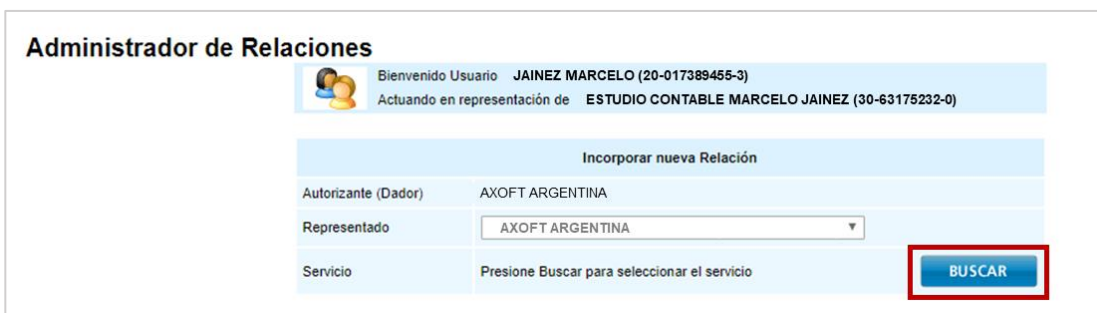 Administrador de Relaciones
Bienvenido Usuario JAINEZ MARCELO (20-017389455-3)
Actuando en representación de ESTUDIO CONTABLE MARCELO JAINEZ (30-63175232-0)
Incorporar nueva Relación
Autorizante (Dador) AXOFT ARGENTINA
Representado AXOFT ARGENTINA
Servicio Presione Buscar para seleccionar el servicio BUSCAR